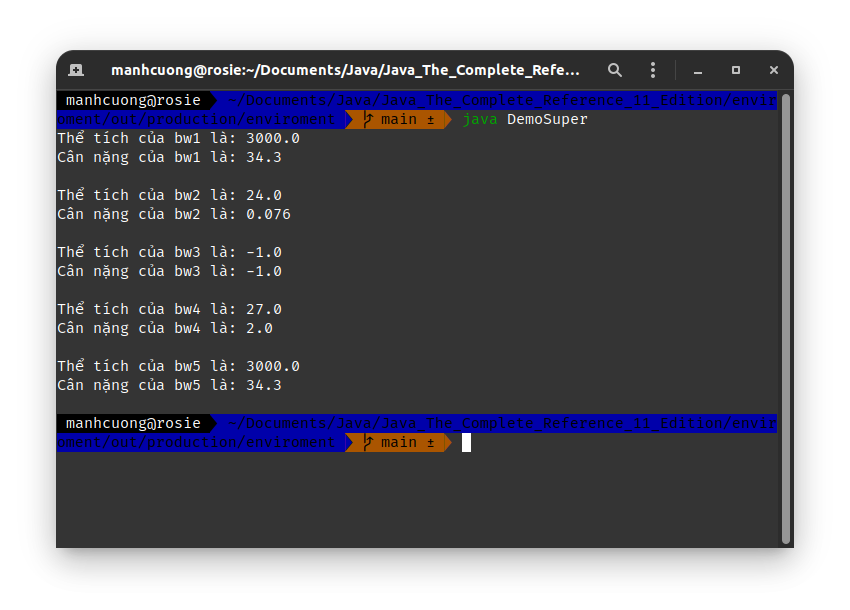 manhcuong@rosie:~/Documents/Java/Java_The_Complete_Refe...
manhcuong@rosie ~/Documents/Java/Java_The_Complete_Reference_11_Edition/envir
oment/out/production/enviroment main ± java DemoSuper
Thể tích của bw1 là: 3000.0
Cân nặng của bw1 là: 34.3
Thể tích của bw2 là: 24.0
Cân nặng của bw2 là: 0.076
Thể tích của bw3 là: -1.0
Cân nặng của bw3 là: -1.0
Thể tích của bw4 là: 27.0
Cân nặng của bw4 là: 2.0
Thể tích của bw5 là: 3000.0
Cân nặng của bw5 là: 34.3
manhcuong@rosie ~/Documents/Java/Java_The_Complete_Reference_11_Edition/envir
oment/out/production/enviroment main ±